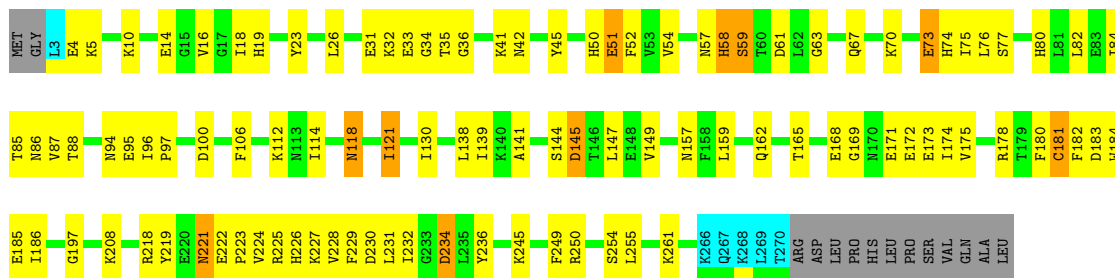 MET GLY L3 E4 K5 K10 E14 G15 V16 G17 I18 H19 Y23 L26 E31 K32 E33 G34 T35 G36 K41 N42 Y45 H50 E51 F52 V53 V54 N57 H58 S59 T60 D61 L62 G63 Q67 K70 E73 H74 I75 L76 S77 H80 L81 L82 E83 I84
T85 N86 V87 T88 N94 E95 I96 P97 D100 F106 K112 N113 I114 N118 I121 I130 L138 I139 K140 A141 S144 D145 T146 L147 E148 V149 N157 F158 L159 Q162 T165 E168 G169 N170 E171 E172 E173 I174 V175 R178 T179 F180 C181 F182 D183 W184
E185 I186 G197 K208 R218 Y219 E220 N221 E222 P223 V224 R225 H226 K227 V228 F229 D230 L231 I232 G233 D234 L235 Y236 K245 F249 R250 S254 L255 K261 K266 Q267 K268 L269 T270 ARG ASP LEU PRO HIS LEU PRO SER VAL GLN ALA LEU